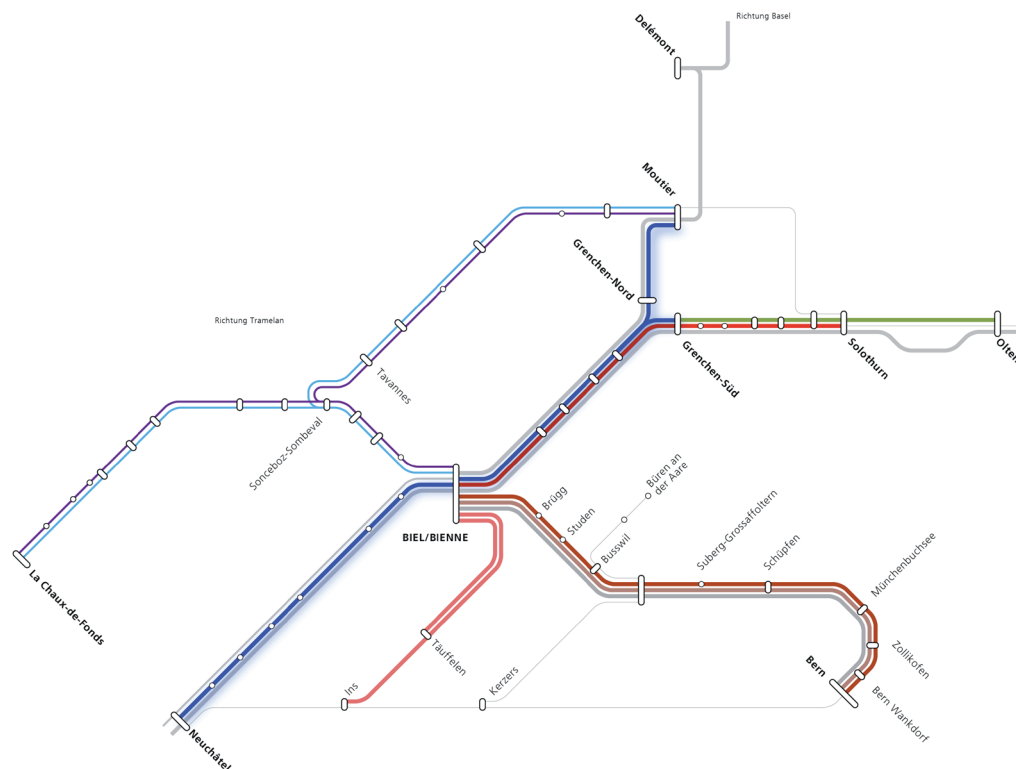 Richtung Basel
Delémont
Moutier
Grenchen-Nord
Richtung Tramelan
Grenchen-Süd
Solothurn
Tavannes
Sonceboz-Sombeval
BIEL/BIENNE
Brügg
Studen
Busswil
Büren an
der Aare
Suberg-Grossaffoltern
Schüpfen
Münchenbuchsee
Zollikofen
Bern Wankdorf
Bern
La Chaux-de-Fonds
Täuffelen
Ins
Kerzers
Neuchâtel